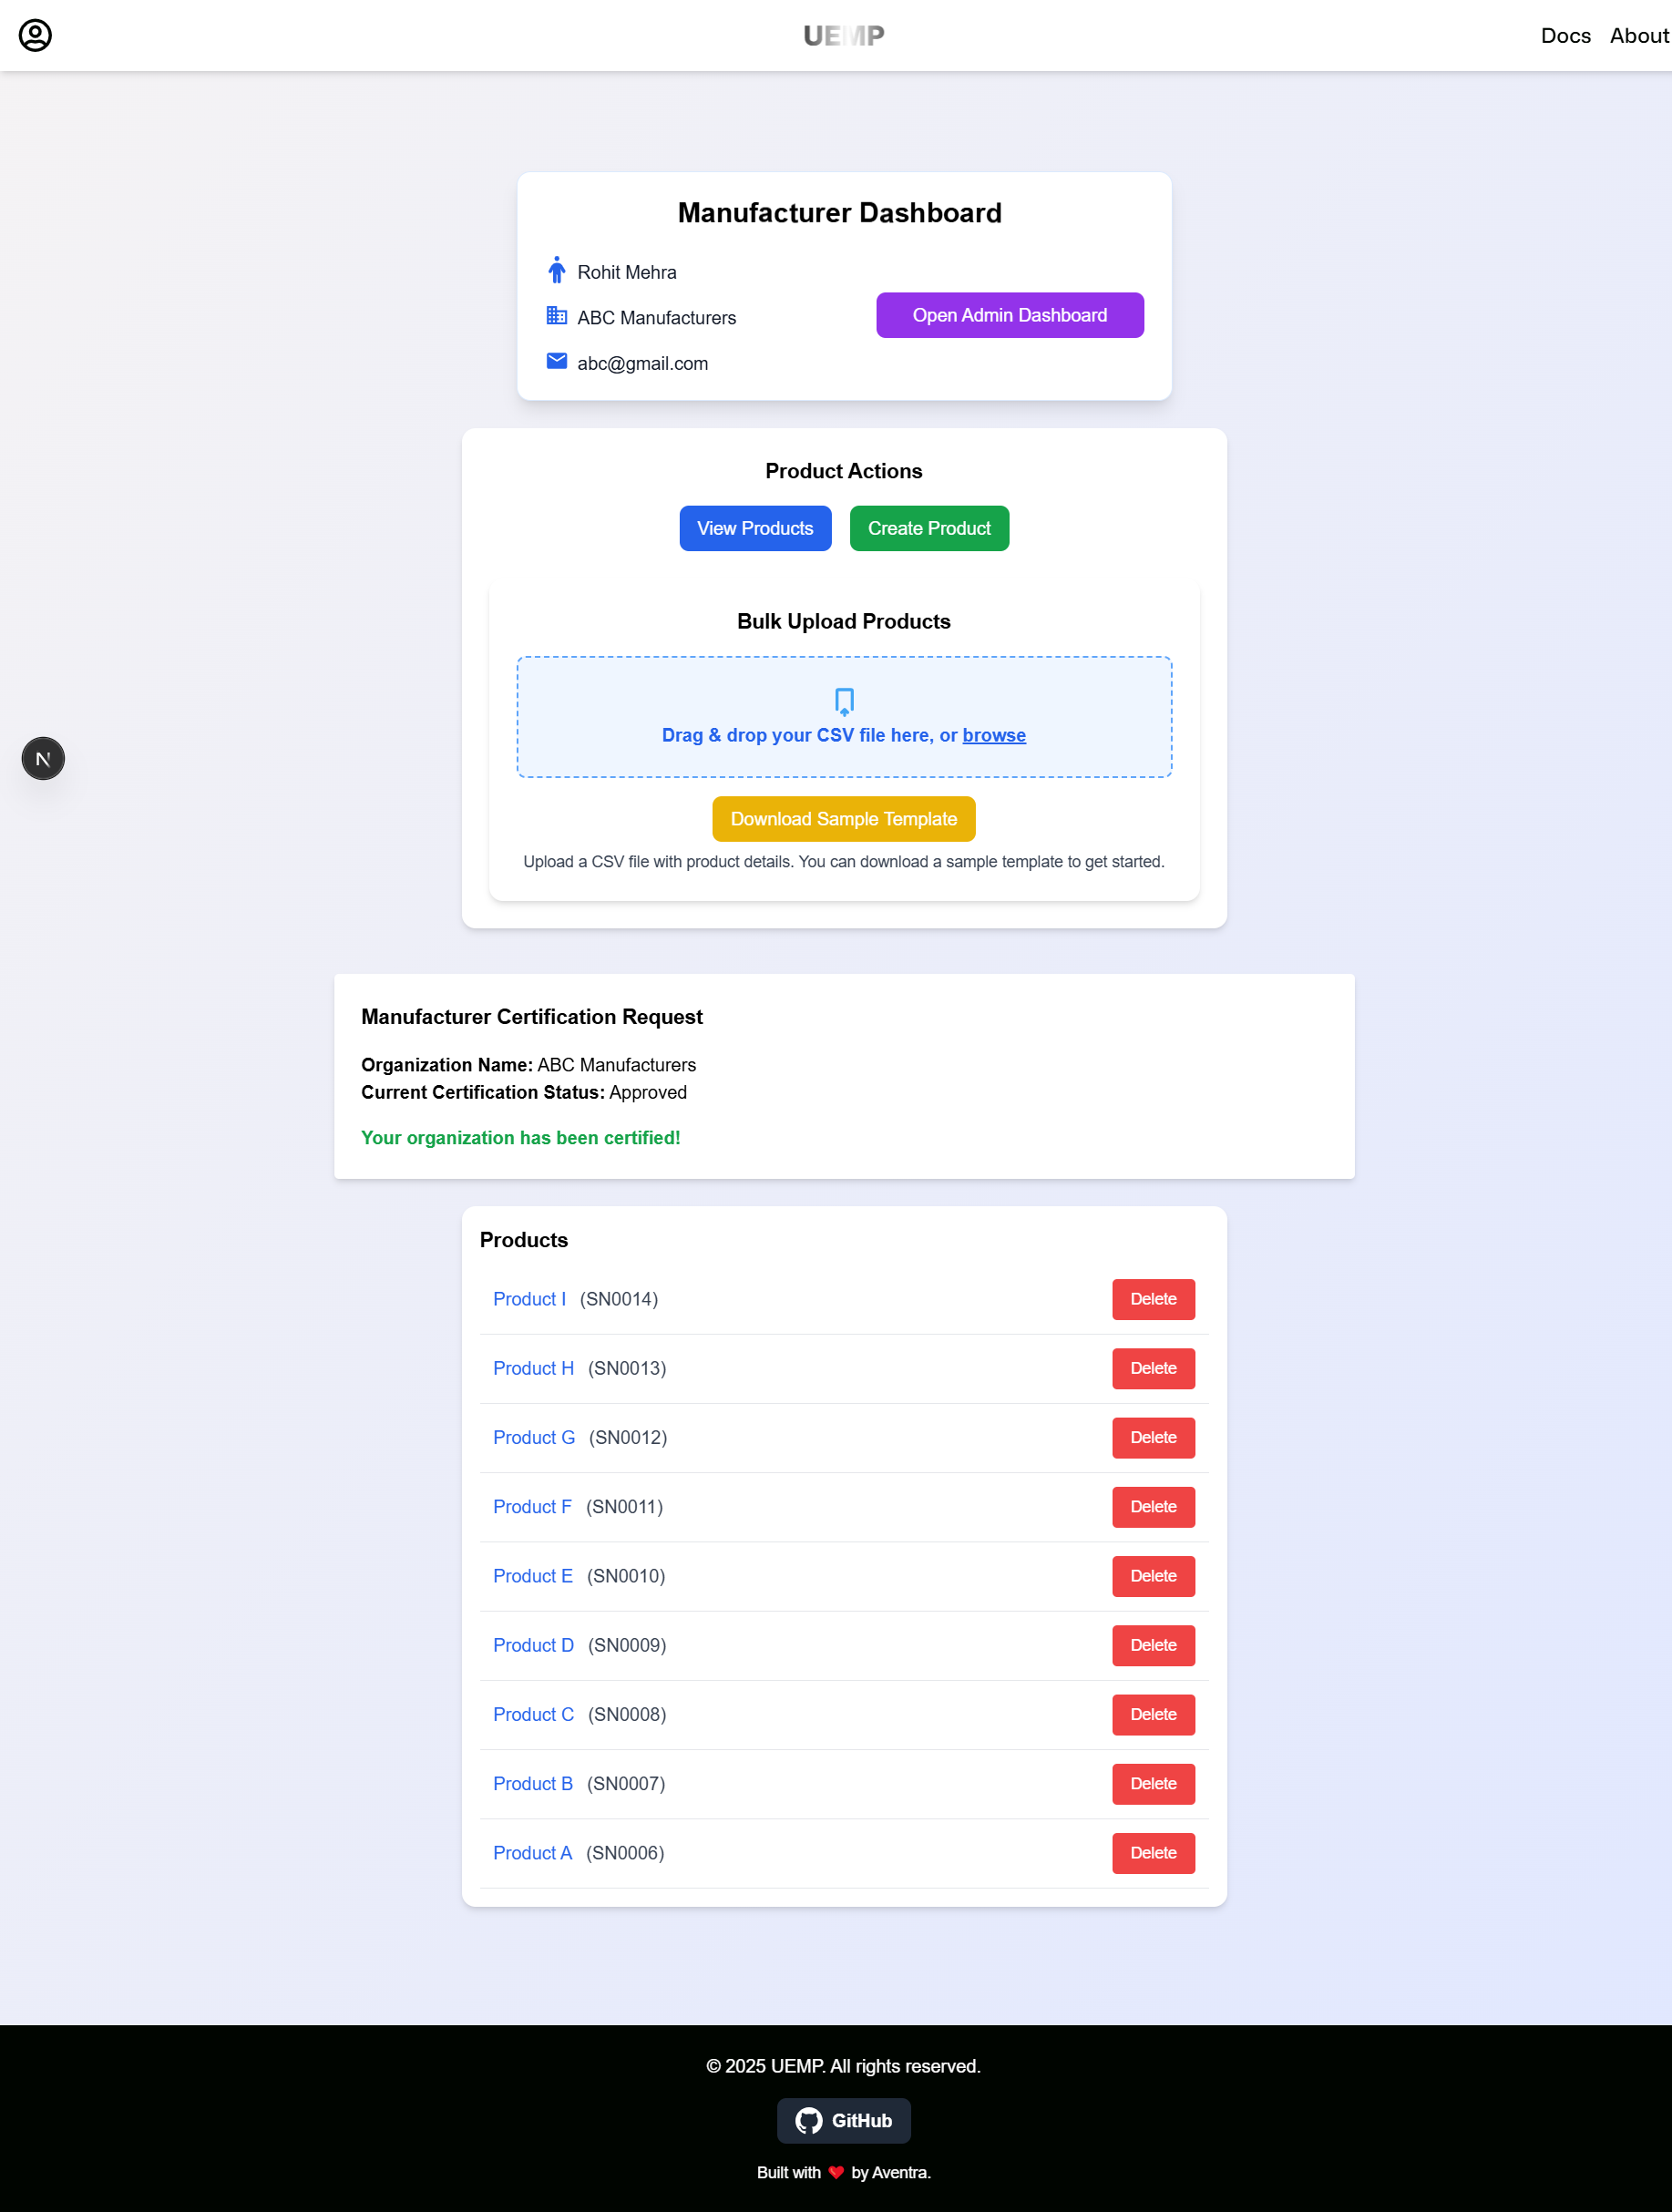 UEMP
Docs About
Manufacturer Dashboard
Rohit Mehra
ABC Manufacturers
Open Admin Dashboard
abc@gmail.com
Product Actions
View Products Create Product
Bulk Upload Products
Drag & drop your CSV file here, or browse
N
Download Sample Template
Upload a CSV file with product details. You can download a sample template to get started.
Manufacturer Certification Request
Organization Name: ABC Manufacturers
Current Certification Status: Approved
Your organization has been certified!
Products
Product I (SN0014) Delete
Product H (SN0013) Delete
Product G (SN0012) Delete
Product F (SN0011) Delete
Product E (SN0010) Delete
Product D (SN0009) Delete
Product C (SN0008) Delete
Product B (SN0007) Delete
Product A (SN0006) Delete
© 2025 UEMP. All rights reserved.
GitHub
Built with ❤️ by Aventra.